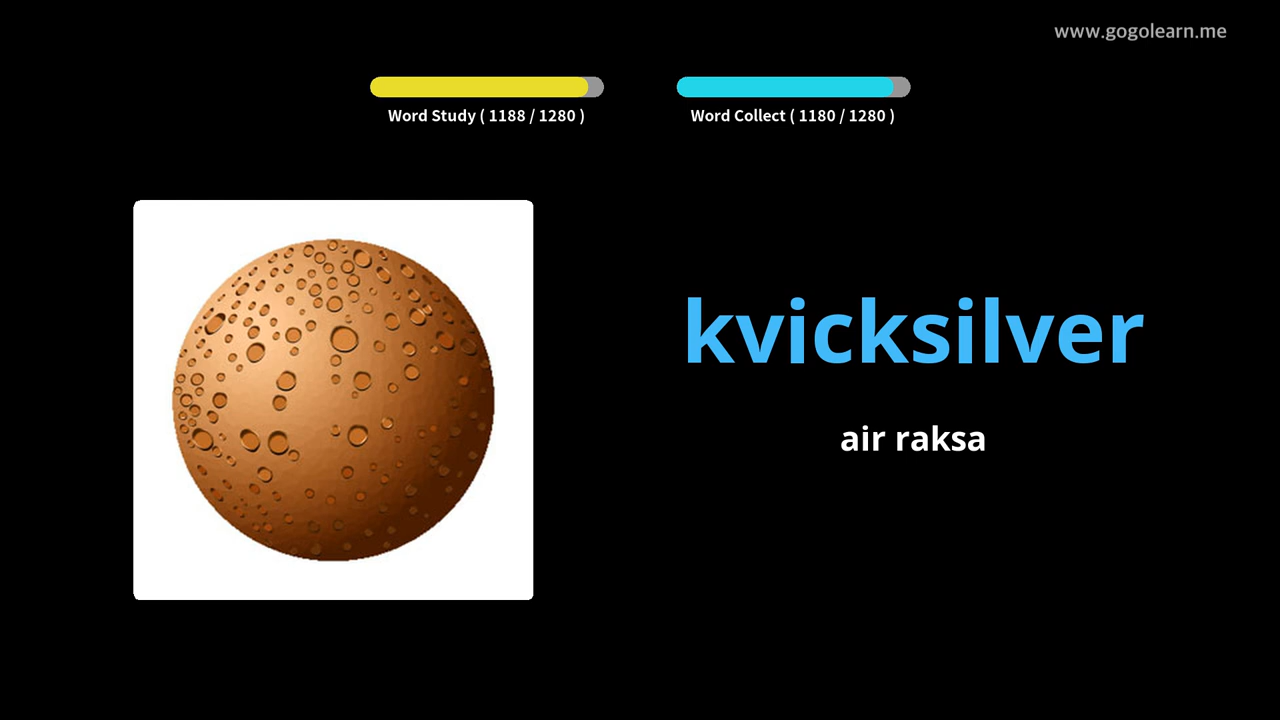 www.gogolearn.me
Word Study ( 1188 / 1280 )
Word Collect ( 1180 / 1280 )
kvicksilver
air raksa